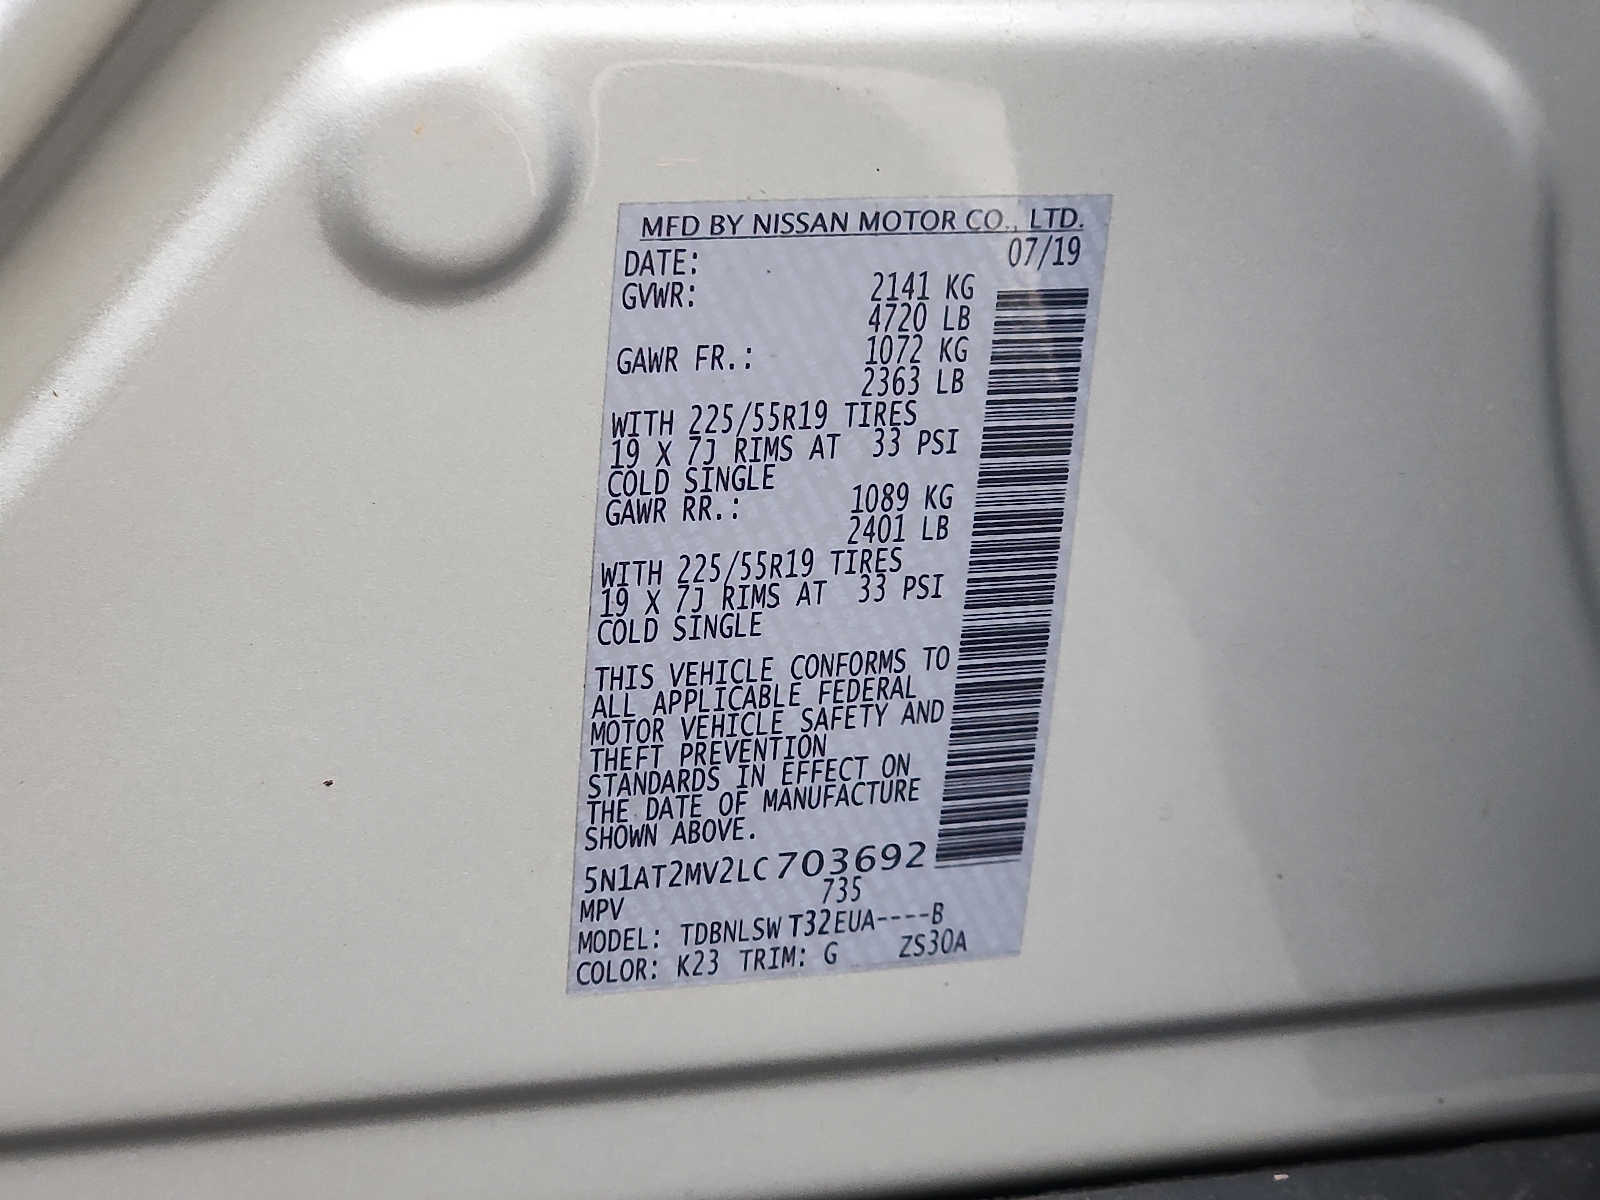 MFD BY NISSAN MOTOR CO., LTD.
DATE: 07/19
GVWR: 2141 KG
4720 LB
GAWR FR.: 1072 KG
2363 LB
WITH 225/55R19 TIRES
19 X 7J RIMS AT 33 PSI
COLD SINGLE
GAWR RR.: 1089 KG
2401 LB
WITH 225/55R19 TIRES
19 X 7J RIMS AT 33 PSI
COLD SINGLE
THIS VEHICLE CONFORMS TO
ALL APPLICABLE FEDERAL
MOTOR VEHICLE SAFETY AND
THEFT PREVENTION
STANDARDS IN EFFECT ON
THE DATE OF MANUFACTURE
SHOWN ABOVE.
5N1AT2MV2LC703692
MPV 735
MODEL: TDBNLSW T32EUA----B
COLOR: K23 TRIM: G ZS30A